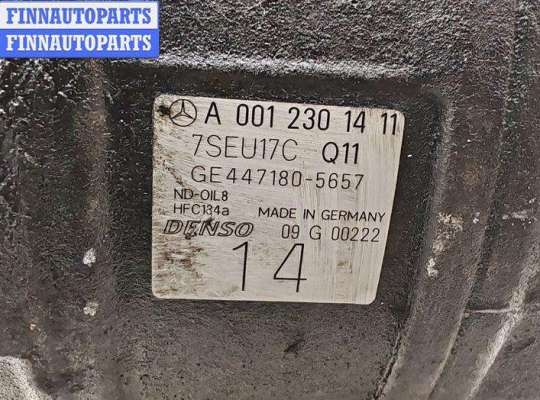 FINNAUTOPARTS
FINNAUTOPARTS
A 001 230 14 11
7SEU17C Q11
GE447180-5657
ND-OIL8
HFC134a MADE IN GERMANY
DENSO 09 G 00222
14